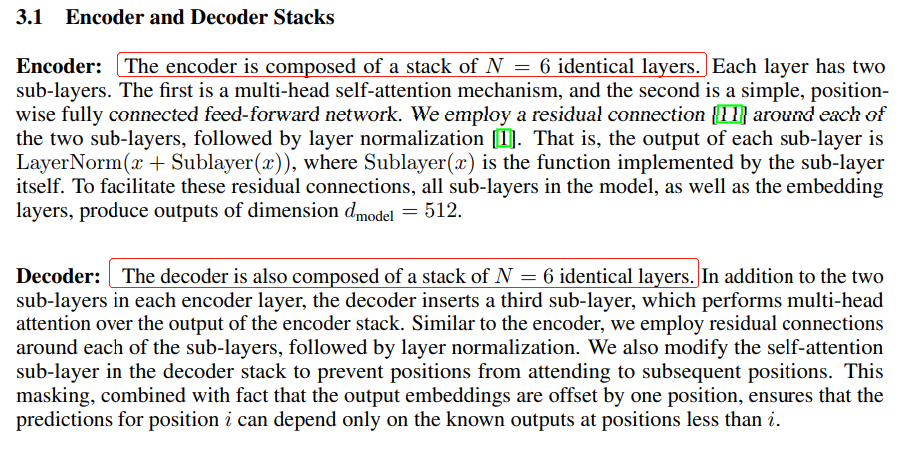 3.1 Encoder and Decoder Stacks
Encoder: The encoder is composed of a stack of N = 6 identical layers. Each layer has two
sub-layers. The first is a multi-head self-attention mechanism, and the second is a simple, position-
wise fully connected feed-forward network. We employ a residual connection [11] around each of
the two sub-layers, followed by layer normalization [1]. That is, the output of each sub-layer is
LayerNorm(x + Sublayer(x)), where Sublayer(x) is the function implemented by the sub-layer
itself. To facilitate these residual connections, all sub-layers in the model, as well as the embedding
layers, produce outputs of dimension d_model = 512.
Decoder: The decoder is also composed of a stack of N = 6 identical layers. In addition to the two
sub-layers in each encoder layer, the decoder inserts a third sub-layer, which performs multi-head
attention over the output of the encoder stack. Similar to the encoder, we employ residual connections
around each of the sub-layers, followed by layer normalization. We also modify the self-attention
sub-layer in the decoder stack to prevent positions from attending to subsequent positions. This
masking, combined with fact that the output embeddings are offset by one position, ensures that the
predictions for position i can depend only on the known outputs at positions less than i.